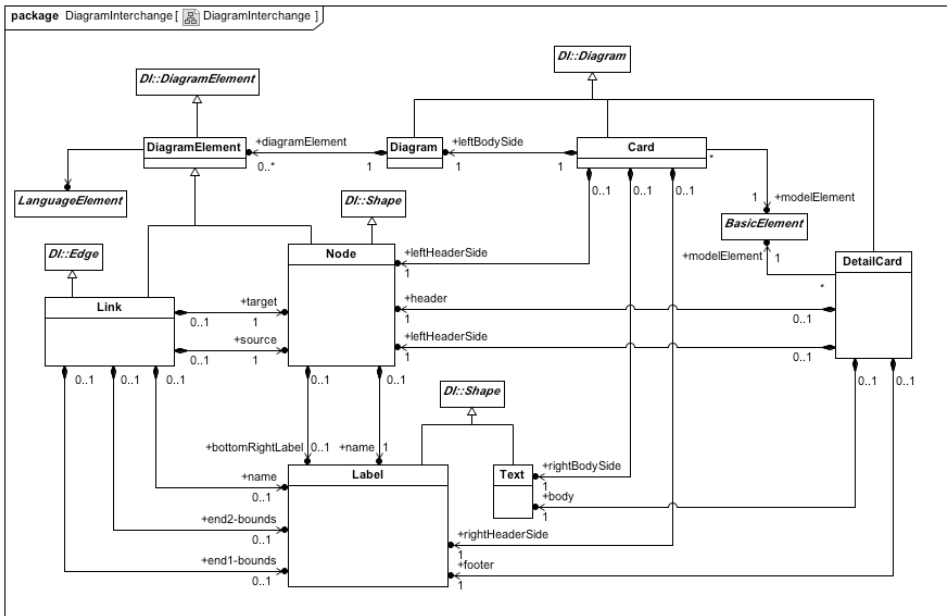 package DiagramInterchange [ DiagramInterchange ]
DI::Diagram
DI::DiagramElement
DiagramElement
+diagramElement
0..*
1
Diagram
+leftBodySide
1
1
Card
*
0..1
0..1
0..1
LanguageElement
DI::Shape
1
+modelElement
BasicElement
+modelElement
1
*
DI::Edge
Node
+leftHeaderSide
1
DetailCard
Link
+target
0..1
1
+header
1
0..1
+source
0..1
1
+leftHeaderSide
1
0..1
0..1
0..1
0..1
0..1
0..1
0..1
0..1
DI::Shape
+bottomRightLabel
0..1
+name
1
Label
Text
+rightBodySide
1
+name
0..1
+body
1
+end2-bounds
0..1
+rightHeaderSide
1
+end1-bounds
0..1
+footer
1